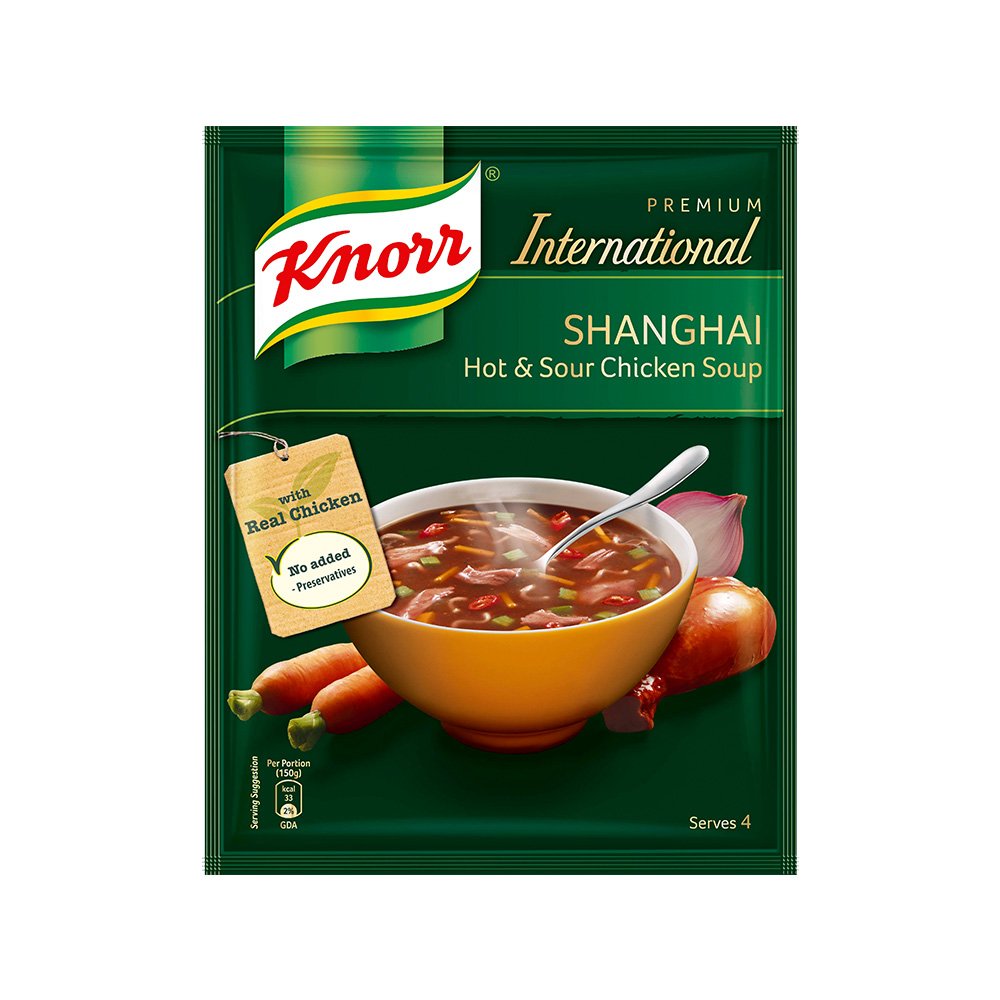 Knorr®
PREMIUM
International
SHANGHAI
Hot & Sour Chicken Soup
with
Real Chicken
No added
- Preservatives
Serving Suggestion
Per Portion
(150g)
kcal
33
2%
GDA
Serves 4